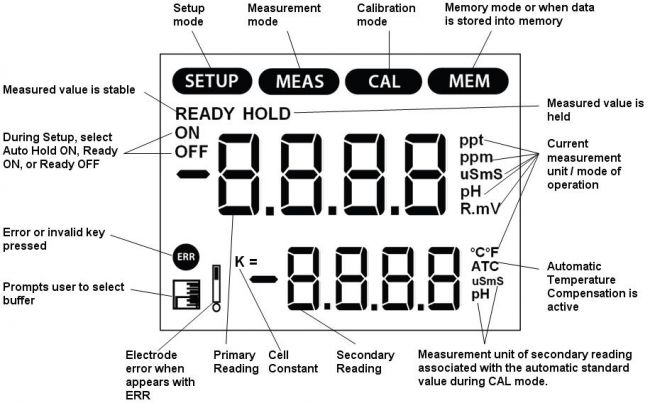 Setup
mode
Measurement
mode
Calibration
mode
Memory mode or when data
is stored into memory
SETUP MEAS CAL MEM
Measured value is stable
READY HOLD
Measured value is
held
During Setup, select
Auto Hold ON, Ready
ON, or Ready OFF
ON
OFF
-8.8.8.8
ppt
ppm
uSmS
pH
R.mV
Current
measurement
unit / mode of
operation
Error or invalid key
pressed
ERR
K =
-8.8.8.8
°C°F
ATC
uSmS
pH
Automatic
Temperature
Compensation is
active
Prompts user to select
buffer
Electrode
error when
appears with
ERR
Primary
Reading
Cell
Constant
Secondary
Reading
Measurement unit of secondary reading
associated with the automatic standard
value during CAL mode.